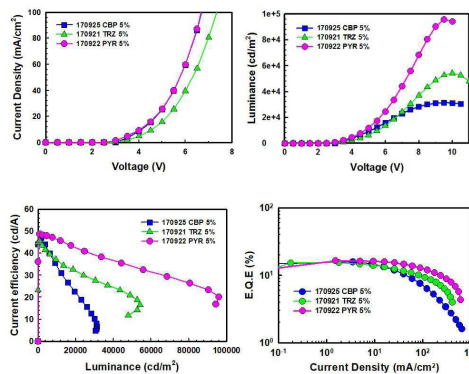 100
80
60
40
20
0
0 2 4 6 8
Current Density (mA/cm²)
Voltage (V)
170925 CBP 5%
170921 TRZ 5%
170922 PYR 5%
1e+5
8e+4
6e+4
4e+4
2e+4
0
0 2 4 6 8 10
Luminance (cd/m²)
Voltage (V)
170925 CBP 5%
170921 TRZ 5%
170922 PYR 5%
60
50
40
30
20
10
0
0 20000 40000 60000 80000 100000
Current efficiency (cd/A)
Luminance (cd/m²)
170925 CBP 5%
170921 TRZ 5%
170922 PYR 5%
10²
10¹
10⁰
10⁻¹ 10⁰ 10¹ 10²
E.Q.E (%)
Current Density (mA/cm²)
170925 CBP 5%
170921 TRZ 5%
170922 PYR 5%